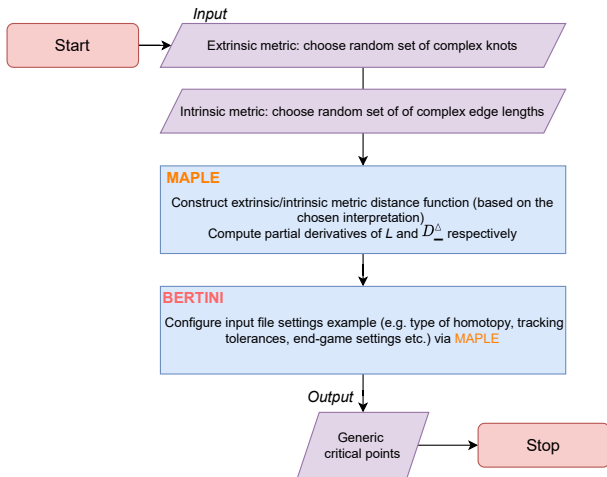 Input
Start
Extrinsic metric: choose random set of complex knots
Intrinsic metric: choose random set of of complex edge lengths
MAPLE
Construct extrinsic/intrinsic metric distance function (based on the
chosen interpretation)
Compute partial derivatives of L and D_^△ respectively
BERTINI
Configure input file settings example (e.g. type of homotopy, tracking
tolerances, end-game settings etc.) via MAPLE
Output
Generic
critical points
Stop